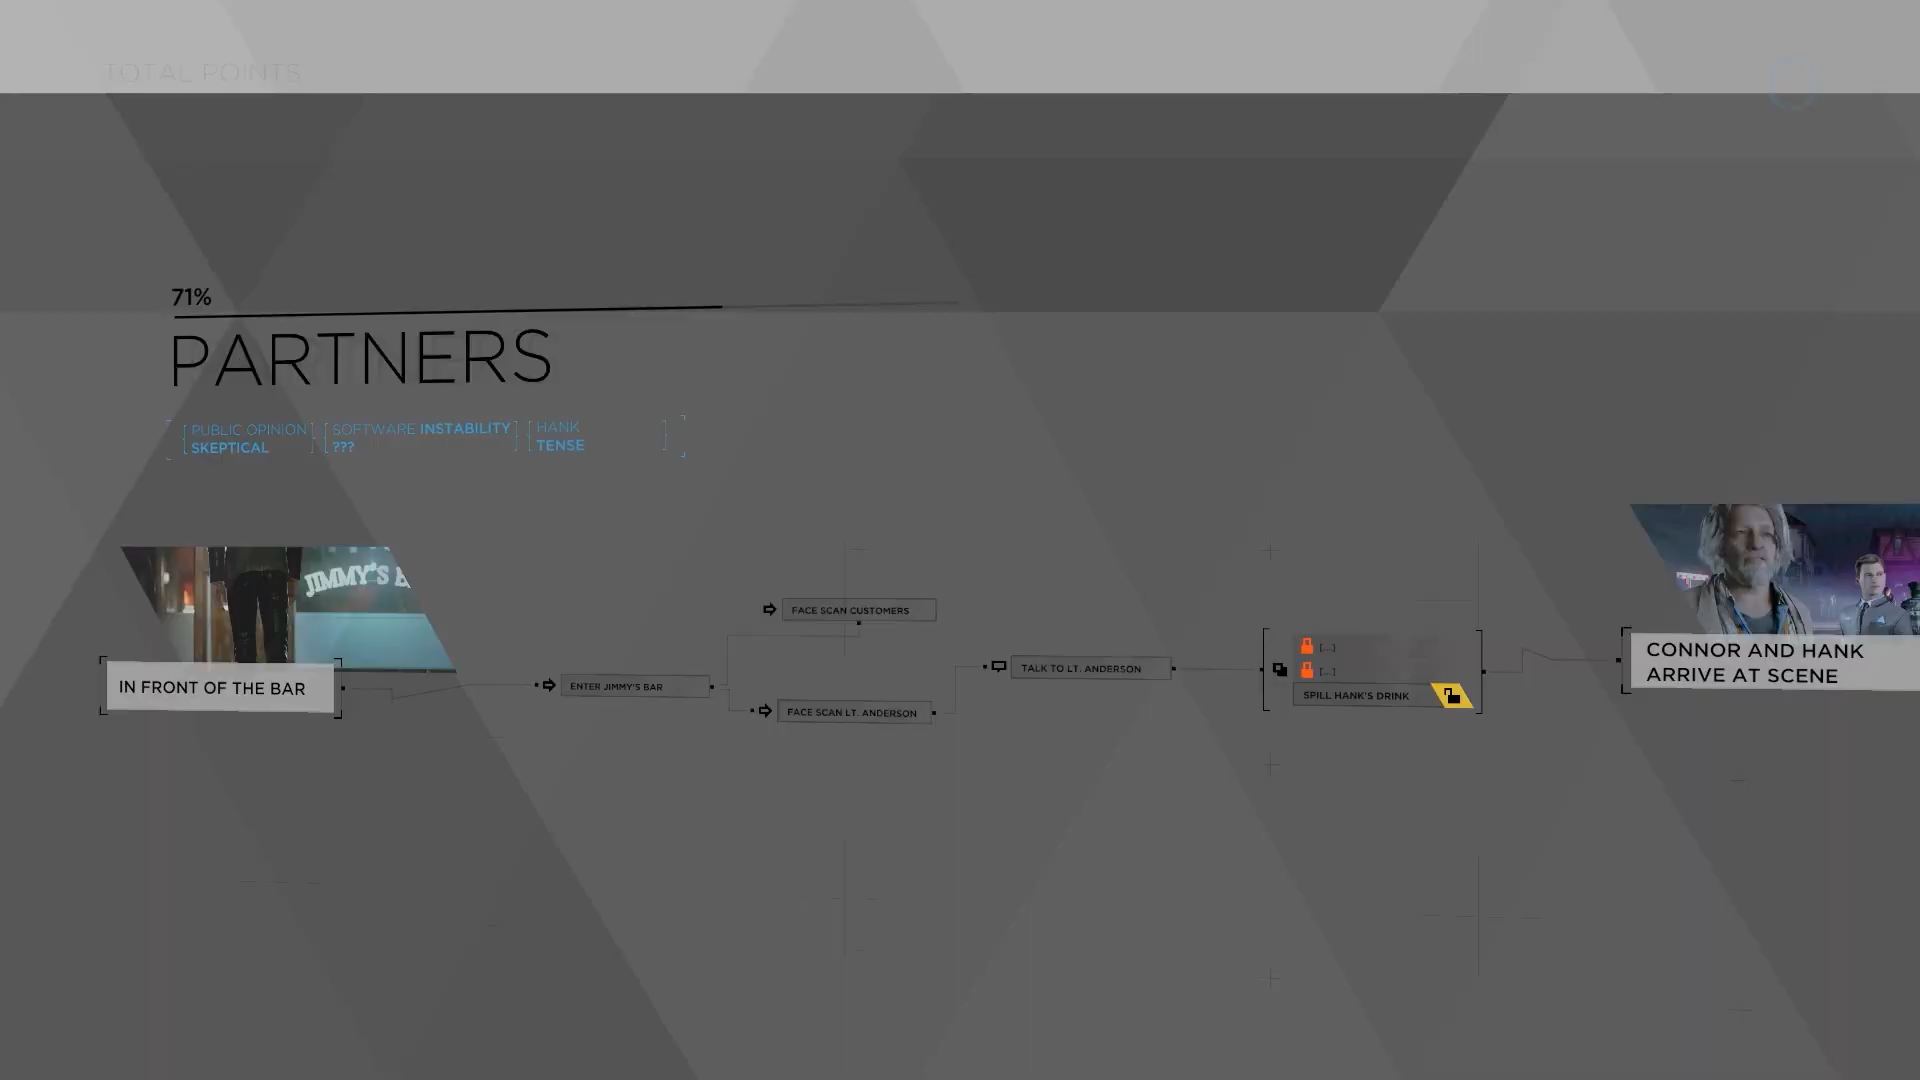 TOTAL POINTS
71%
PARTNERS
PUBLIC OPINION
SKEPTICAL
SOFTWARE INSTABILITY
???
HANK
TENSE
JIMMY'S B
IN FRONT OF THE BAR
ENTER JIMMY'S BAR
FACE SCAN CUSTOMERS
FACE SCAN LT. ANDERSON
TALK TO LT. ANDERSON
[...]
[...]
SPILL HANK'S DRINK
CONNOR AND HANK
ARRIVE AT SCENE